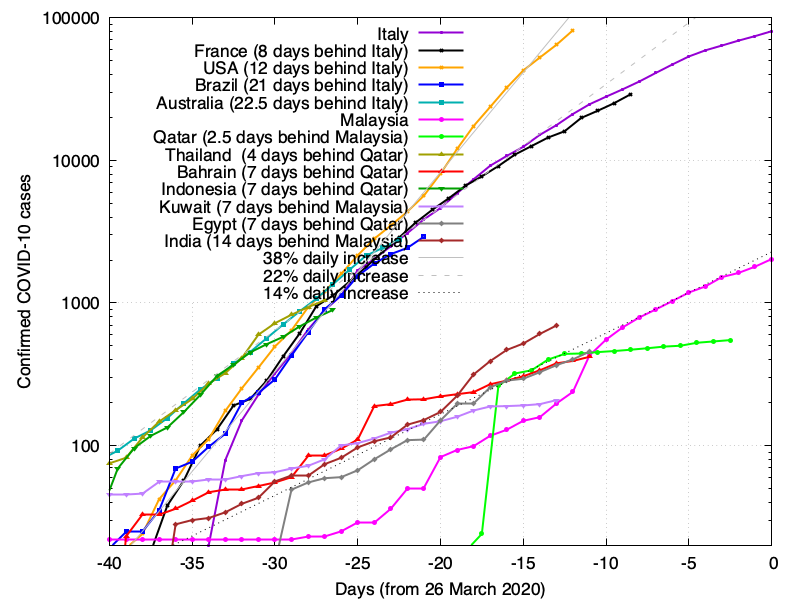 100000
10000
1000
100
Confirmed COVID-10 cases
Italy
France (8 days behind Italy)
USA (12 days behind Italy)
Brazil (21 days behind Italy)
Australia (22.5 days behind Italy)
Malaysia
Qatar (2.5 days behind Malaysia)
Thailand  (4 days behind Qatar)
Bahrain (7 days behind Qatar)
Indonesia (7 days behind Qatar)
Kuwait (7 days behind Malaysia)
Egypt (7 days behind Qatar)
India (14 days behind Malaysia)
38% daily increase
22% daily increase
14% daily increase
-40 -35 -30 -25 -20 -15 -10 -5 0
Days (from 26 March 2020)